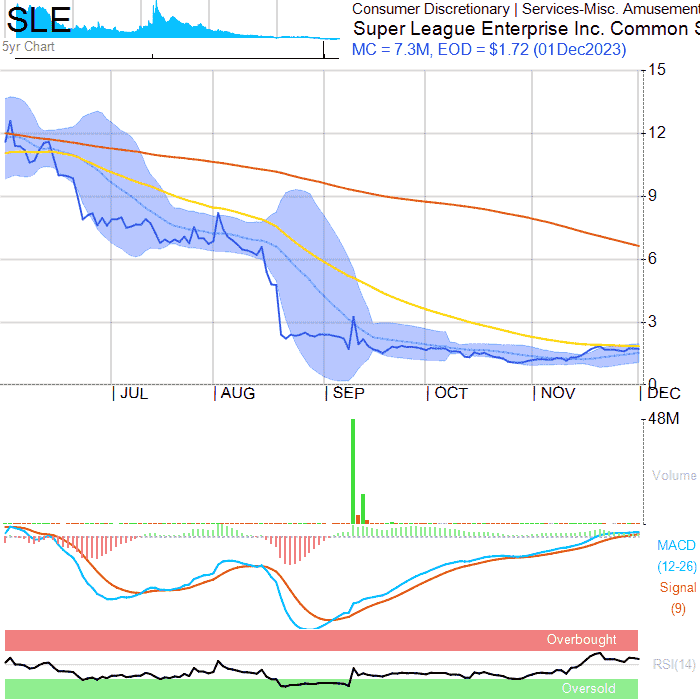 SLE
Consumer Discretionary | Services-Misc. Amusement
Super League Enterprise Inc. Common S
5yr Chart
MC = 7.3M, EOD = $1.72 (01Dec2023)
15
12
9
6
3
0
| JUL
| AUG
| SEP
| OCT
| NOV
| DEC
48M
Volume
MACD
(12-26)
Signal
(9)
Overbought
RSI(14)
Oversold